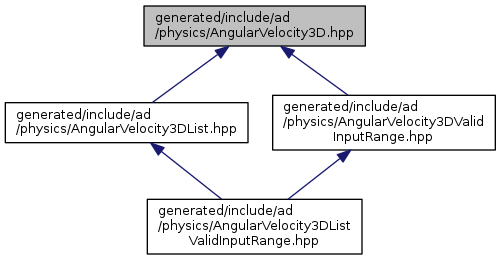 generated/include/ad
/physics/AngularVelocity3D.hpp
generated/include/ad
/physics/AngularVelocity3DList.hpp
generated/include/ad
/physics/AngularVelocity3DValid
InputRange.hpp
generated/include/ad
/physics/AngularVelocity3DList
ValidInputRange.hpp